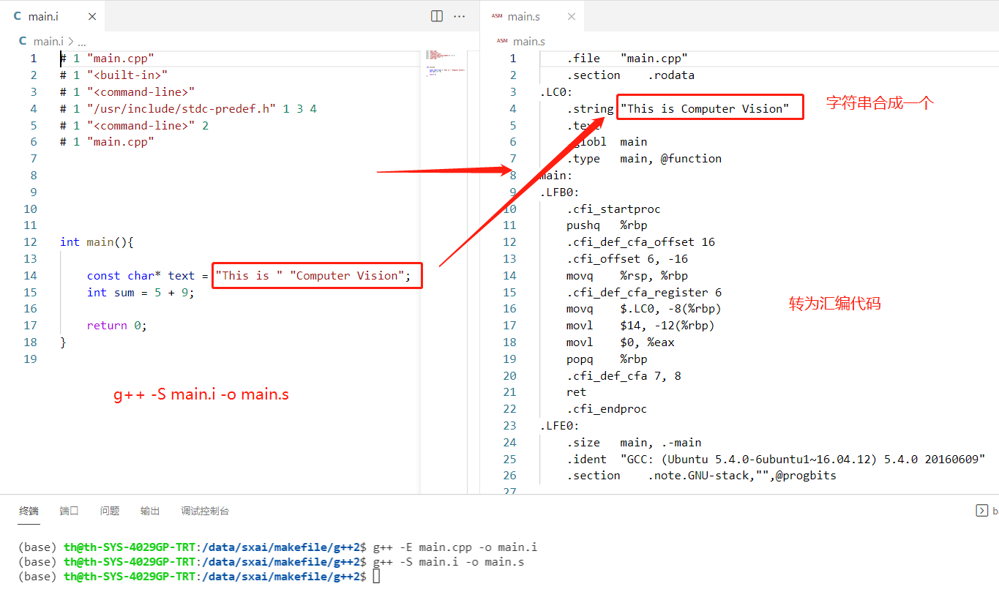 C main.i
C main.i > ...
1 # 1 "main.cpp"
2 # 1 "<built-in>"
3 # 1 "<command-line>"
4 # 1 "/usr/include/stdc-predef.h" 1 3 4
5 # 1 "<command-line>" 2
6 # 1 "main.cpp"
7
8
9
10
11
12 int main(){
13
14 const char* text = "This is " "Computer Vision";
15 int sum = 5 + 9;
16
17 return 0;
18 }
19
g++ -S main.i -o main.s
ASM main.s
ASM main.s
1 .file "main.cpp"
2 .section .rodata
3 .LC0:
4 .string "This is Computer Vision"
字符串合成一个
5 .text
6 .globl main
7 .type main, @function
8 main:
9 .LFB0:
10 .cfi_startproc
11 pushq %rbp
12 .cfi_def_cfa_offset 16
13 .cfi_offset 6, -16
14 movq %rsp, %rbp
15 .cfi_def_cfa_register 6
16 movq $.LC0, -8(%rbp)
转为汇编代码
17 movl $14, -12(%rbp)
18 movl $0, %eax
19 popq %rbp
20 .cfi_def_cfa 7, 8
21 ret
22 .cfi_endproc
23 .LFE0:
24 .size main, .-main
25 .ident "GCC: (Ubuntu 5.4.0-6ubuntu1~16.04.12) 5.4.0 20160609"
26 .section .note.GNU-stack,"",@progbits
27
终端 端口 问题 输出 调试控制台
(base) th@th-SYS-4029GP-TRT:/data/sxai/makefile/g++2$ g++ -E main.cpp -o main.i
(base) th@th-SYS-4029GP-TRT:/data/sxai/makefile/g++2$ g++ -S main.i -o main.s
(base) th@th-SYS-4029GP-TRT:/data/sxai/makefile/g++2$